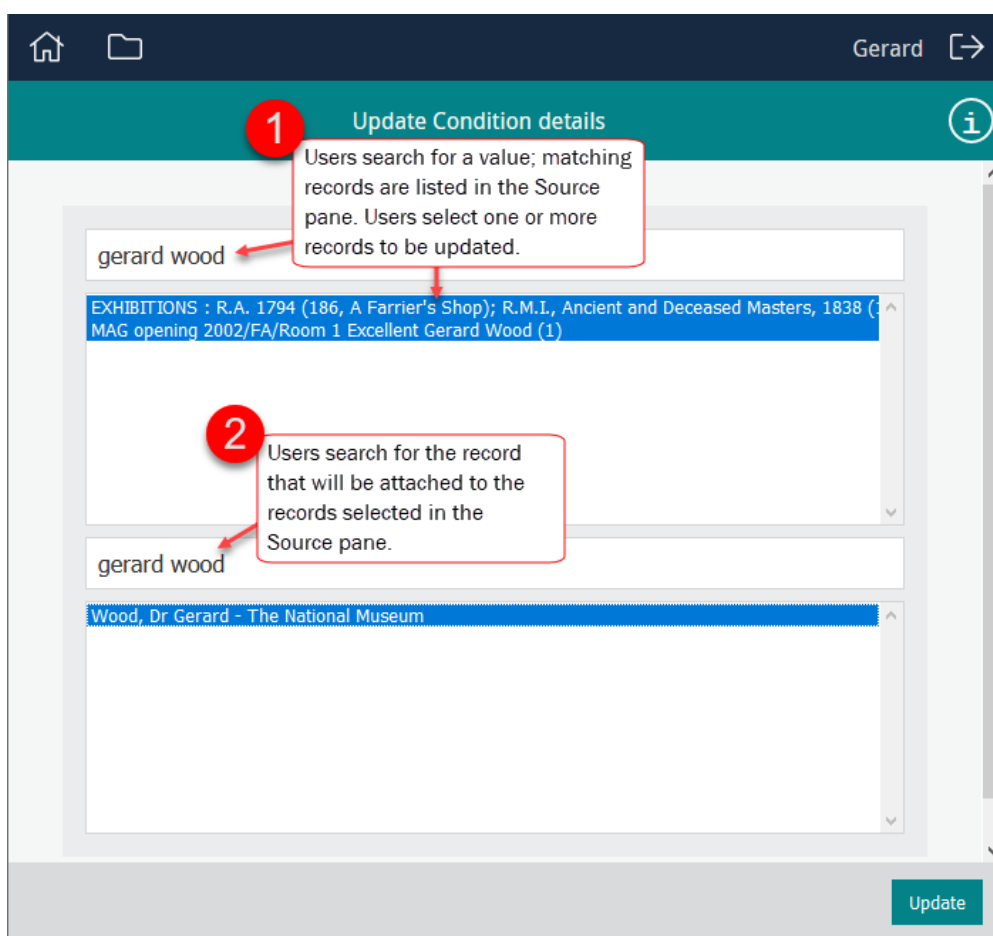 Gerard
Update Condition details
i
1
Users search for a value; matching
records are listed in the Source
pane. Users select one or more
records to be updated.
gerard wood
EXHIBITIONS : R.A. 1794 (186, A Farrier's Shop); R.M.I., Ancient and Deceased Masters, 1838 (
MAG opening 2002/FA/Room 1 Excellent Gerard Wood (1)
2
Users search for the record
that will be attached to the
records selected in the
Source pane.
gerard wood
Wood, Dr Gerard - The National Museum
Update